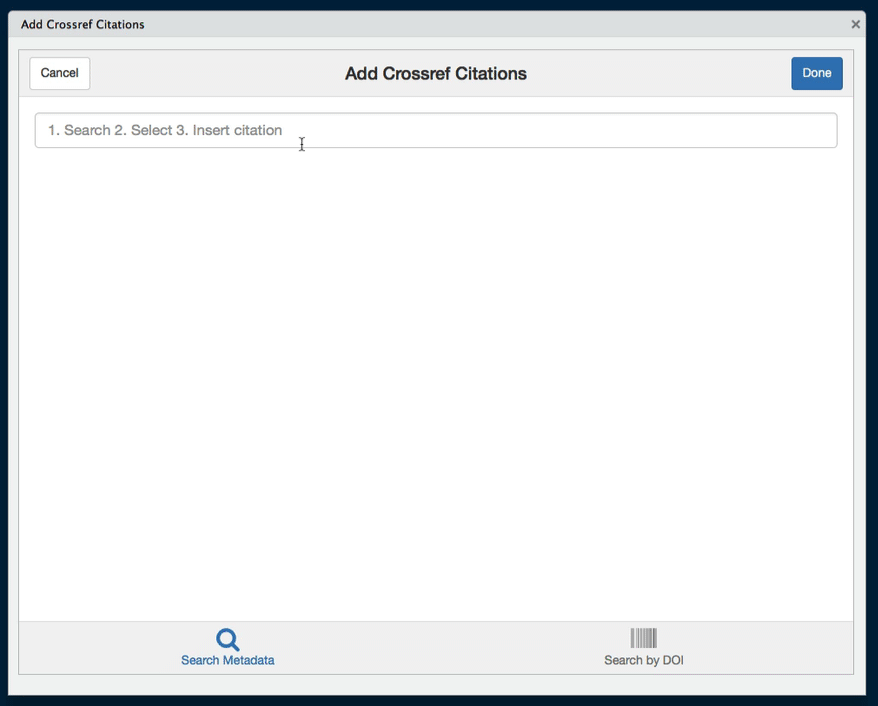 Add Crossref Citations
Cancel
Add Crossref Citations
Done
1. Search 2. Select 3. Insert citation
Search Metadata
Search by DOI